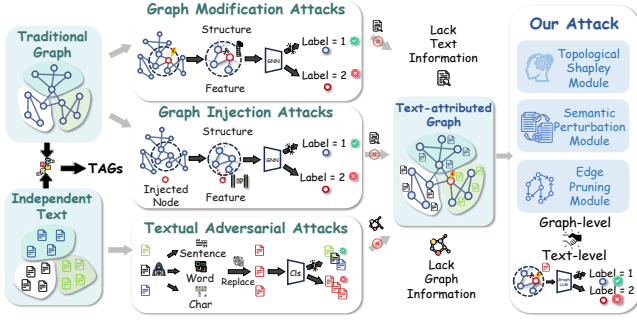 Traditional
Graph
TAGs
Independent
Text
Graph Modification Attacks
Structure
Feature
GNN
Label = 1
Label = 2
Graph Injection Attacks
Structure
Injected
Node
Feature
GNN
Label = 1
Label = 2
Textual Adversarial Attacks
Sentence
Word
Char
Replace
Cls
Lack
Text
Information
Text-attributed
Graph
Lack
Graph
Information
Our Attack
Topological
Shapley
Module
Semantic
Perturbation
Module
Edge
Pruning
Module
Graph-level
Text-level
Graph
LLM
Label = 1
Label = 2